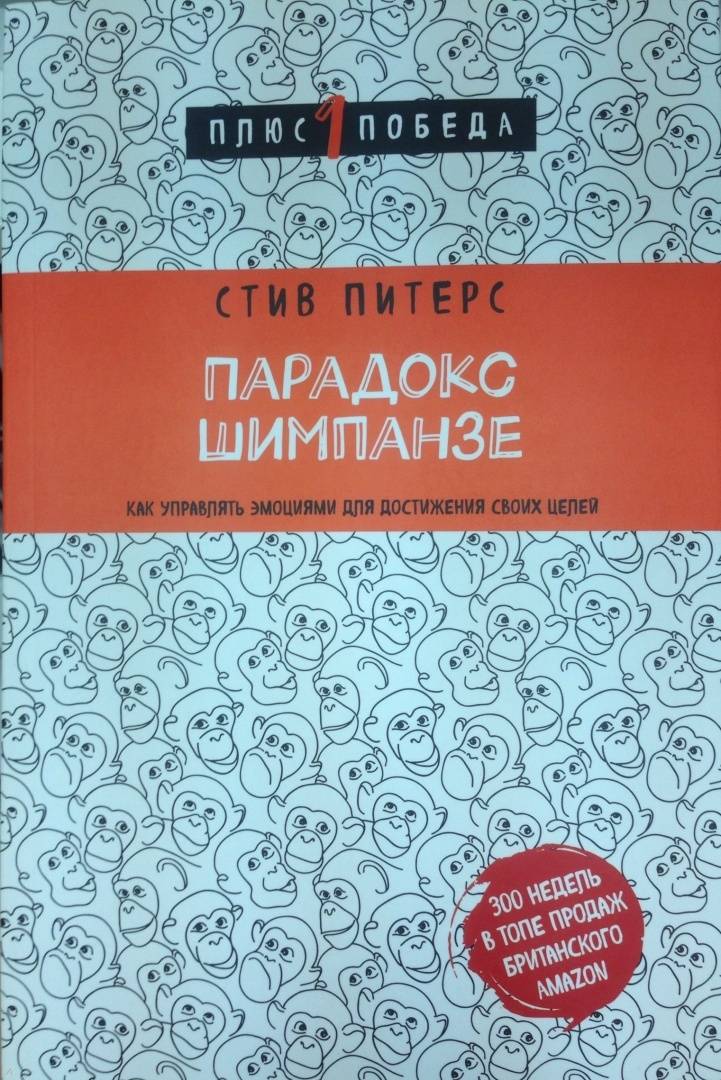 ПЛЮС 1 ПОБЕДА
СТИВ ПИТЕРС
ПАРАДОКС
ШИМПАНЗЕ
КАК УПРАВЛЯТЬ ЭМОЦИЯМИ ДЛЯ ДОСТИЖЕНИЯ СВОИХ ЦЕЛЕЙ
300 НЕДЕЛЬ
В ТОПЕ ПРОДАЖ
БРИТАНСКОГО
AMAZON